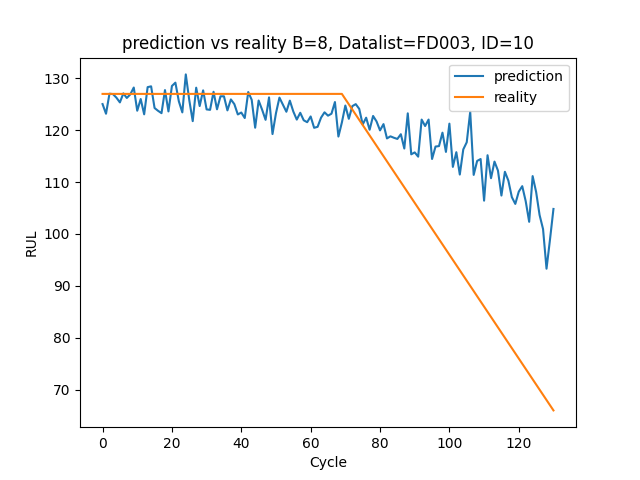 prediction vs reality B=8, Datalist=FD003, ID=10
prediction
reality
RUL
130
120
110
100
90
80
70
0 20 40 60 80 100 120
Cycle